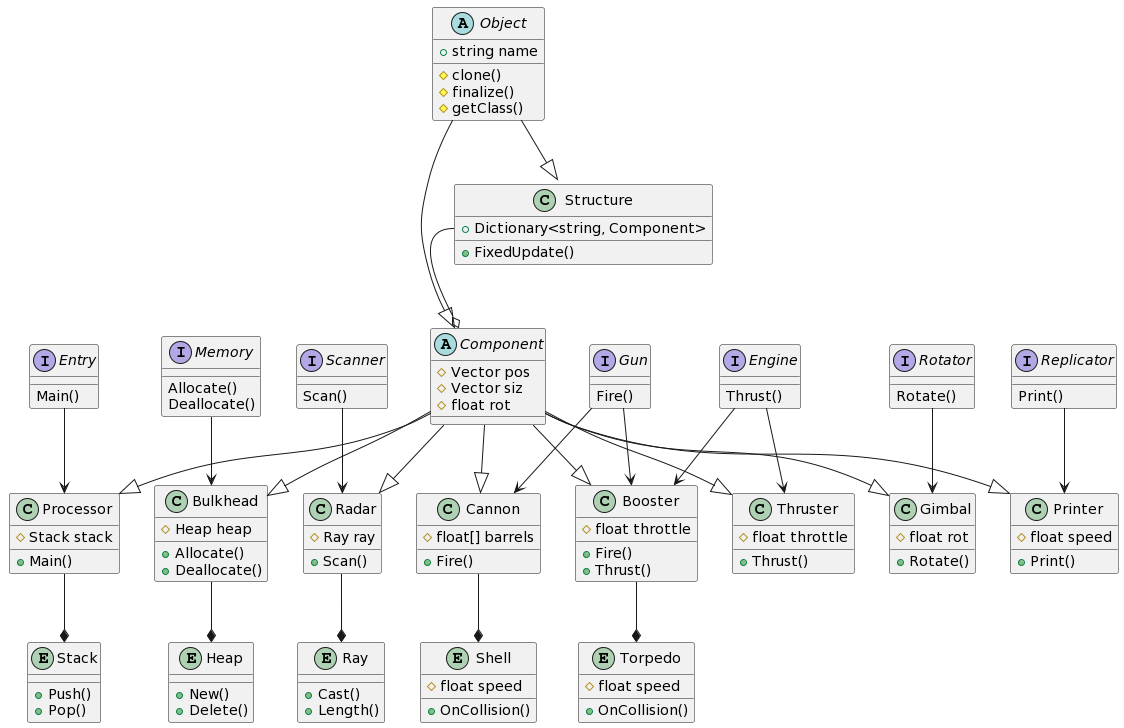 A Object
string name
clone()
finalize()
getClass()
C Structure
Dictionary<string, Component>
FixedUpdate()
I Entry
Main()
I Memory
Allocate()
Deallocate()
I Scanner
Scan()
A Component
Vector pos
Vector siz
float rot
I Gun
Fire()
I Engine
Thrust()
I Rotator
Rotate()
I Replicator
Print()
C Processor
Stack stack
Main()
C Bulkhead
Heap heap
Allocate()
Deallocate()
C Radar
Ray ray
Scan()
C Cannon
float[] barrels
Fire()
C Booster
float throttle
Fire()
Thrust()
C Thruster
float throttle
Thrust()
C Gimbal
float rot
Rotate()
C Printer
float speed
Print()
E Stack
Push()
Pop()
E Heap
New()
Delete()
E Ray
Cast()
Length()
E Shell
float speed
OnCollision()
E Torpedo
float speed
OnCollision()